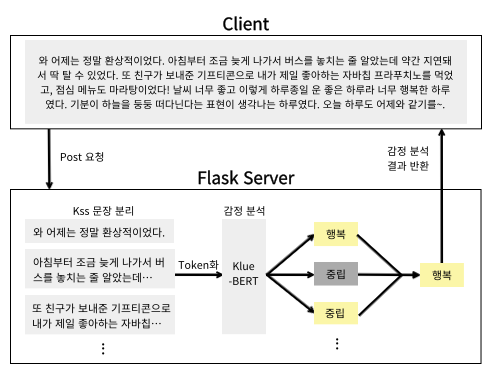 Client
와 어제는 정말 환상적이었다. 아침부터 조금 늦게 나가서 버스를 놓치는 줄 알았는데 약간 지연돼
서 딱 탈 수 있었다. 또 친구가 보내준 기프티콘으로 내가 제일 좋아하는 자바칩 프라푸치노를 먹었
고, 점심 메뉴도 마라탕이었다! 날씨 너무 좋고 이렇게 하루종일 운 좋은 하루라 너무 행복한 하루
였다. 기분이 하늘을 둥둥 떠다닌다는 표현이 생각나는 하루였다. 오늘 하루도 어제와 같기를~.
Post 요청
감정 분석
결과 반환
Flask Server
Kss 문장 분리
와 어제는 정말 환상적이었다.
아침부터 조금 늦게 나가서 버
스를 놓치는 줄 알았는데⋯
또 친구가 보내준 기프티콘으로
내가 제일 좋아하는 자바칩⋯
⋮
Token화
감정 분석
Klue
-BERT
행복
중립
중립
⋮
행복